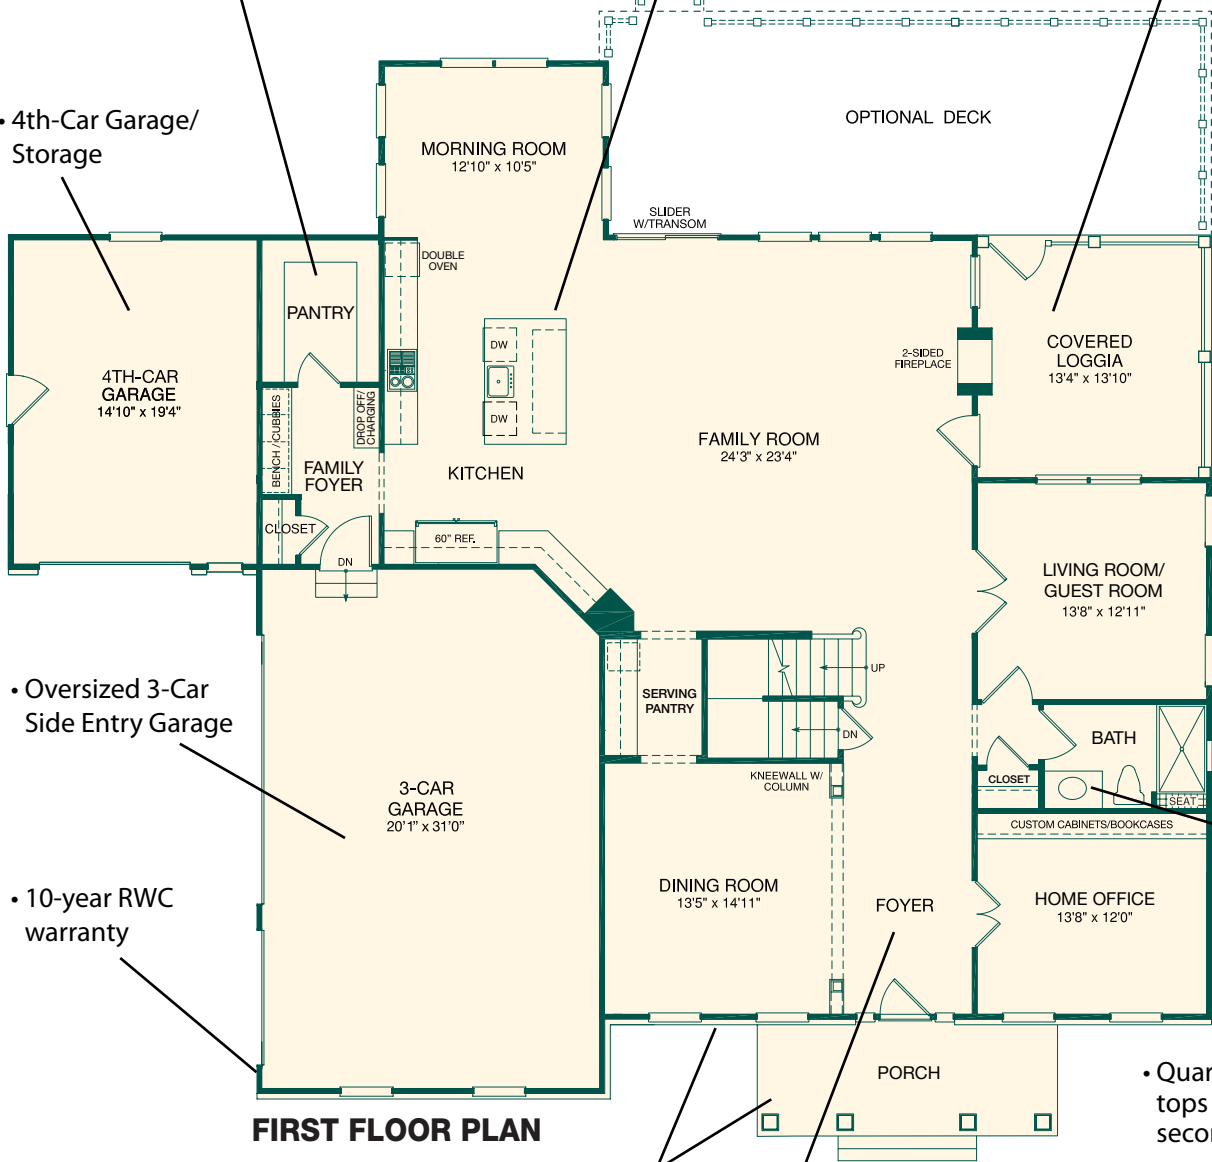 • 4th-Car Garage/
Storage
MORNING ROOM
12'10" x 10'5"
OPTIONAL DECK
SLIDER
W/TRANSOM
DOUBLE
OVEN
PANTRY
DW
DW
2-SIDED
FIREPLACE
COVERED
LOGGIA
13'4" x 13'10"
4TH-CAR
GARAGE
14'10" x 19'4"
BENCH / CUBBIES
DROP OFF/
CHARGING
FAMILY
FOYER
KITCHEN
FAMILY ROOM
24'3" x 23'4"
CLOSET
60" REF.
DN
LIVING ROOM/
GUEST ROOM
13'8" x 12'11"
UP
• Oversized 3-Car
Side Entry Garage
SERVING
PANTRY
DN
BATH
CLOSET
SEAT
KNEEWALL W/
COLUMN
3-CAR
GARAGE
20'1" x 31'0"
CUSTOM CABINETS/BOOKCASES
• 10-year RWC
warranty
DINING ROOM
13'5" x 14'11"
FOYER
HOME OFFICE
13'8" x 12'0"
PORCH
FIRST FLOOR PLAN
• Quar
tops
secon